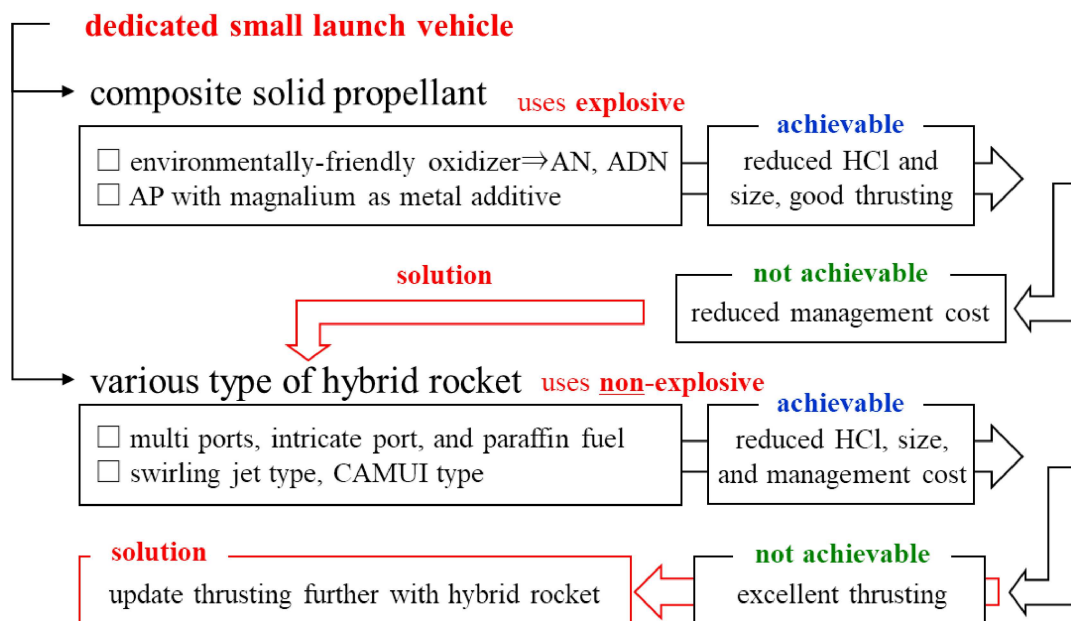 dedicated small launch vehicle
composite solid propellant
uses explosive
□ environmentally-friendly oxidizer⇒AN, ADN
□ AP with magnalium as metal additive
achievable
reduced HCl and
size, good thrusting
solution
not achievable
reduced management cost
various type of hybrid rocket
uses non-explosive
□ multi ports, intricate port, and paraffin fuel
□ swirling jet type, CAMUI type
achievable
reduced HCl, size,
and management cost
solution
update thrusting further with hybrid rocket
not achievable
excellent thrusting